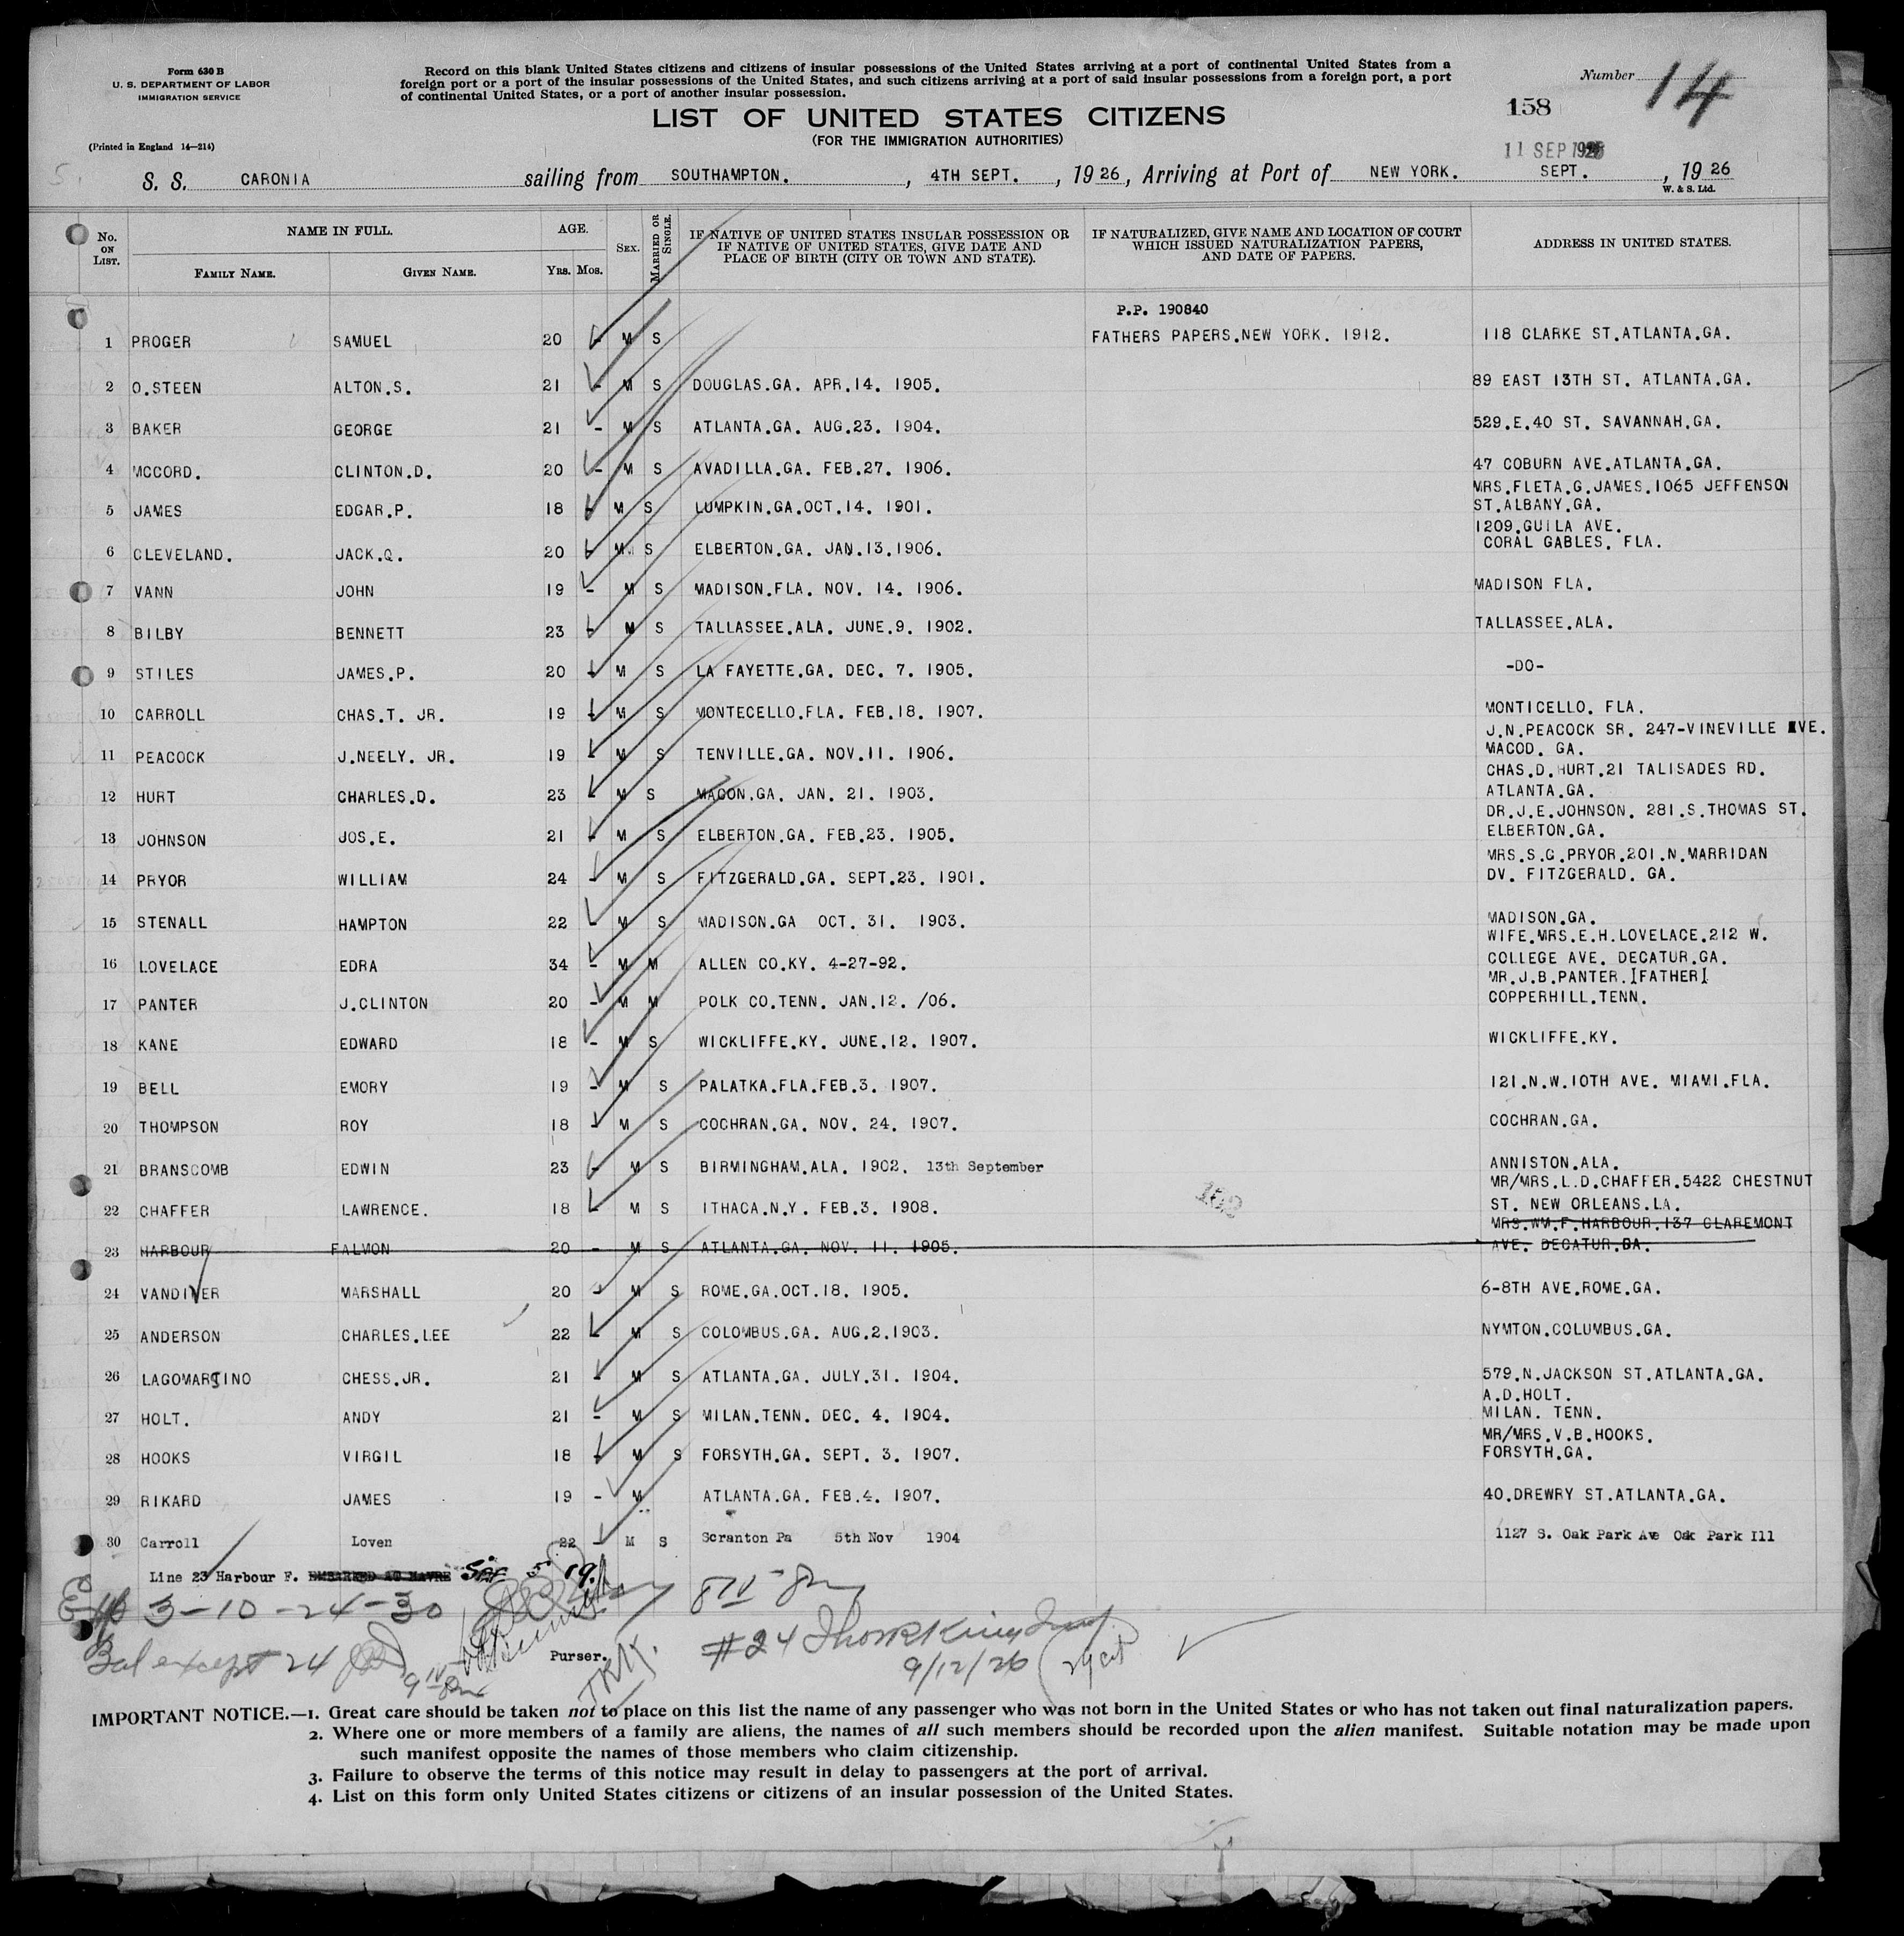 Form 630 B
U. S. DEPARTMENT OF LABOR
IMMIGRATION SERVICE
(Printed in England 14—214)
Record on this blank United States citizens and citizens of insular possessions of the United States arriving at a port of continental United States from a
foreign port or a port of the insular possessions of the United States, and such citizens arriving at a port of said insular possessions from a foreign port, a port
of continental United States, or a port of another insular possession.
Number 14
158
LIST OF UNITED STATES CITIZENS
(FOR THE IMMIGRATION AUTHORITIES)
11 SEP 1926
S. S. CARONIA sailing from SOUTHAMPTON. , 4TH SEPT. , 1926, Arriving at Port of NEW YORK. SEPT. , 1926
W. & S. Ltd.
No. ON LIST. NAME IN FULL. AGE. SEX. MARRIED OR SINGLE. IF NATIVE OF UNITED STATES INSULAR POSSESSION OR IF NATIVE OF UNITED STATES, GIVE DATE AND PLACE OF BIRTH (CITY OR TOWN AND STATE). IF NATURALIZED, GIVE NAME AND LOCATION OF COURT WHICH ISSUED NATURALIZATION PAPERS, AND DATE OF PAPERS. ADDRESS IN UNITED STATES.
FAMILY NAME. GIVEN NAME. YRS. MOS.
P.P. 190840
1 PROGER SAMUEL 20 - M S FATHERS PAPERS.NEW YORK. 1912. 118 CLARKE ST.ATLANTA.GA.
2 O.STEEN ALTON.S. 21 - M S DOUGLAS.GA. APR.14. 1905. 89 EAST 13TH ST. ATLANTA.GA.
3 BAKER GEORGE 21 - M S ATLANTA.GA. AUG.23. 1904. 529.E.40 ST. SAVANNAH.GA.
4 MCCORD. CLINTON.D. 20 - M S AVADILLA.GA. FEB.27. 1906. 47 COBURN AVE.ATLANTA.GA.
MRS.FLETA.G.JAMES.1065 JEFFENSON
5 JAMES EDGAR.P. 18 - M S LUMPKIN.GA.OCT.14. 1901. ST.ALBANY.GA.
1209.GUILA AVE.
6 CLEVELAND. JACK.Q. 20 - M S ELBERTON.GA. JAN.13.1906. CORAL GABLES. FLA.
7 VANN JOHN 19 - M S MADISON.FLA. NOV. 14. 1906. MADISON FLA.
8 BILBY BENNETT 23 - M S TALLASSEE.ALA. JUNE.9. 1902. TALLASSEE.ALA.
9 STILES JAMES.P. 20 - M S LA FAYETTE.GA. DEC. 7. 1905. -DO-
10 CARROLL CHAS.T. JR. 19 - M S MONTECELLO.FLA. FEB.18. 1907. MONTICELLO. FLA.
J.N.PEACOCK SR. 247-VINEVILLE AVE.
11 PEACOCK J.NEELY. JR. 19 - M S TENVILLE.GA. NOV.11. 1906. MACOD. GA.
CHAS.D.HURT.21 TALISADES RD.
12 HURT CHARLES.D. 23 - M S MACON.GA. JAN. 21. 1903. ATLANTA.GA.
DR.J.E.JOHNSON. 281.S.THOMAS ST.
13 JOHNSON JOS.E. 21 - M S ELBERTON.GA. FEB.23. 1905. ELBERTON.GA.
MRS.S.G.PRYOR.201.N.MARRIDAN
14 PRYOR WILLIAM 24 - M S FITZGERALD.GA. SEPT.23. 1901. DV. FITZGERALD. GA.
15 STENALL HAMPTON 22 - M S MADISON.GA OCT. 31. 1903. MADISON.GA.
WIFE.MRS.E.H.LOVELACE.212 W.
16 LOVELACE EDRA 34 - M M ALLEN CO.KY. 4-27-92. COLLEGE AVE. DECATUR.GA.
MR.J.B.PANTER.[FATHER]
17 PANTER J.CLINTON 20 - M M POLK CO.TENN. JAN.12. /06. COPPERHILL.TENN.
18 KANE EDWARD 18 - M S WICKLIFFE.KY. JUNE.12. 1907. WICKLIFFE.KY.
19 BELL EMORY 19 - M S PALATKA.FLA.FEB.3. 1907. 121.N.W.10TH AVE. MIAMI.FLA.
20 THOMPSON ROY 18 - M S COCHRAN.GA. NOV. 24. 1907. COCHRAN.GA.
21 BRANSCOMB EDWIN 23 - M S BIRMINGHAM.ALA. 1902. 13th September ANNISTON.ALA.
MR/MRS.L.D.CHAFFER.5422 CHESTNUT
22 CHAFFER LAWRENCE. 18 - M S ITHACA.N.Y. FEB.3. 1908. ST. NEW ORLEANS.LA.
MRS.WM.F.HARBOUR.137 CLAREMONT
23 HARBOUR FALMON 20 - M S ATLANTA.GA. NOV. 11. 1905. AVE. DECATUR.GA.
24 VANDIVER MARSHALL 20 - M S ROME.GA.OCT.18. 1905. 6-8TH AVE.ROME.GA.
25 ANDERSON CHARLES.LEE 22 - M S COLOMBUS.GA. AUG.2.1903. NYMTON.COLUMBUS.GA.
26 LAGOMARSINO CHESS.JR. 21 - M S ATLANTA.GA. JULY.31. 1904. 579.N.JACKSON ST.ATLANTA.GA.
A.D.HOLT.
27 HOLT. ANDY 21 - M S MILAN.TENN. DEC. 4. 1904. MILAN. TENN.
MR/MRS.V.B.HOOKS.
28 HOOKS VIRGIL 18 - M S FORSYTH.GA. SEPT. 3. 1907. FORSYTH.GA.
29 RIKARD JAMES 19 - M ATLANTA.GA. FEB.4. 1907. 40.DREWRY ST.ATLANTA.GA.
30 Carroll Loven 22 - M S Scranton Pa 5th Nov 1904 1127 S. Oak Park Ave Oak Park Ill
Line 23 Harbour F. EMBARKED AT HAVRE
3-10-24-30
Bal except 24
Purser.
#24
9/12/26
IMPORTANT NOTICE.—1. Great care should be taken not to place on this list the name of any passenger who was not born in the United States or who has not taken out final naturalization papers.
2. Where one or more members of a family are aliens, the names of all such members should be recorded upon the alien manifest. Suitable notation may be made upon
such manifest opposite the names of those members who claim citizenship.
3. Failure to observe the terms of this notice may result in delay to passengers at the port of arrival.
4. List on this form only United States citizens or citizens of an insular possession of the United States.